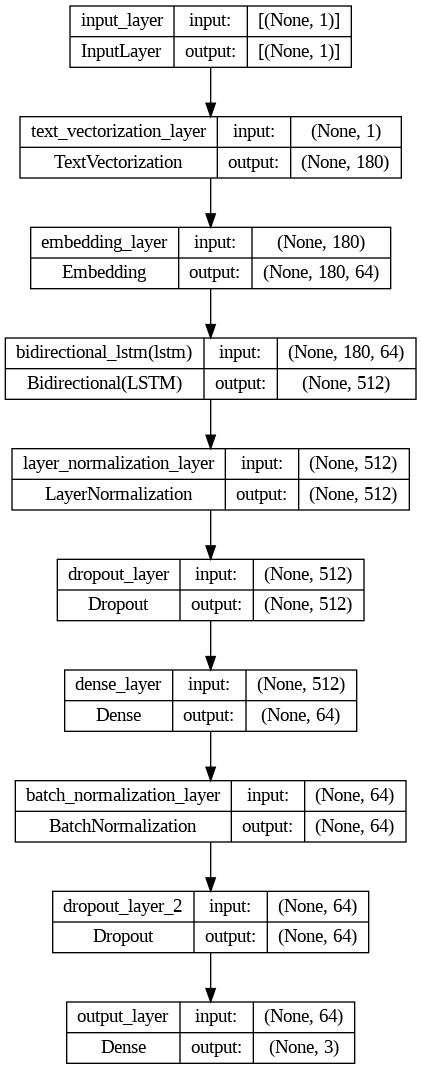 input_layer input: [(None, 1)]
InputLayer output: [(None, 1)]
text_vectorization_layer input: (None, 1)
TextVectorization output: (None, 180)
embedding_layer input: (None, 180)
Embedding output: (None, 180, 64)
bidirectional_lstm(lstm) input: (None, 180, 64)
Bidirectional(LSTM) output: (None, 512)
layer_normalization_layer input: (None, 512)
LayerNormalization output: (None, 512)
dropout_layer input: (None, 512)
Dropout output: (None, 512)
dense_layer input: (None, 512)
Dense output: (None, 64)
batch_normalization_layer input: (None, 64)
BatchNormalization output: (None, 64)
dropout_layer_2 input: (None, 64)
Dropout output: (None, 64)
output_layer input: (None, 64)
Dense output: (None, 3)